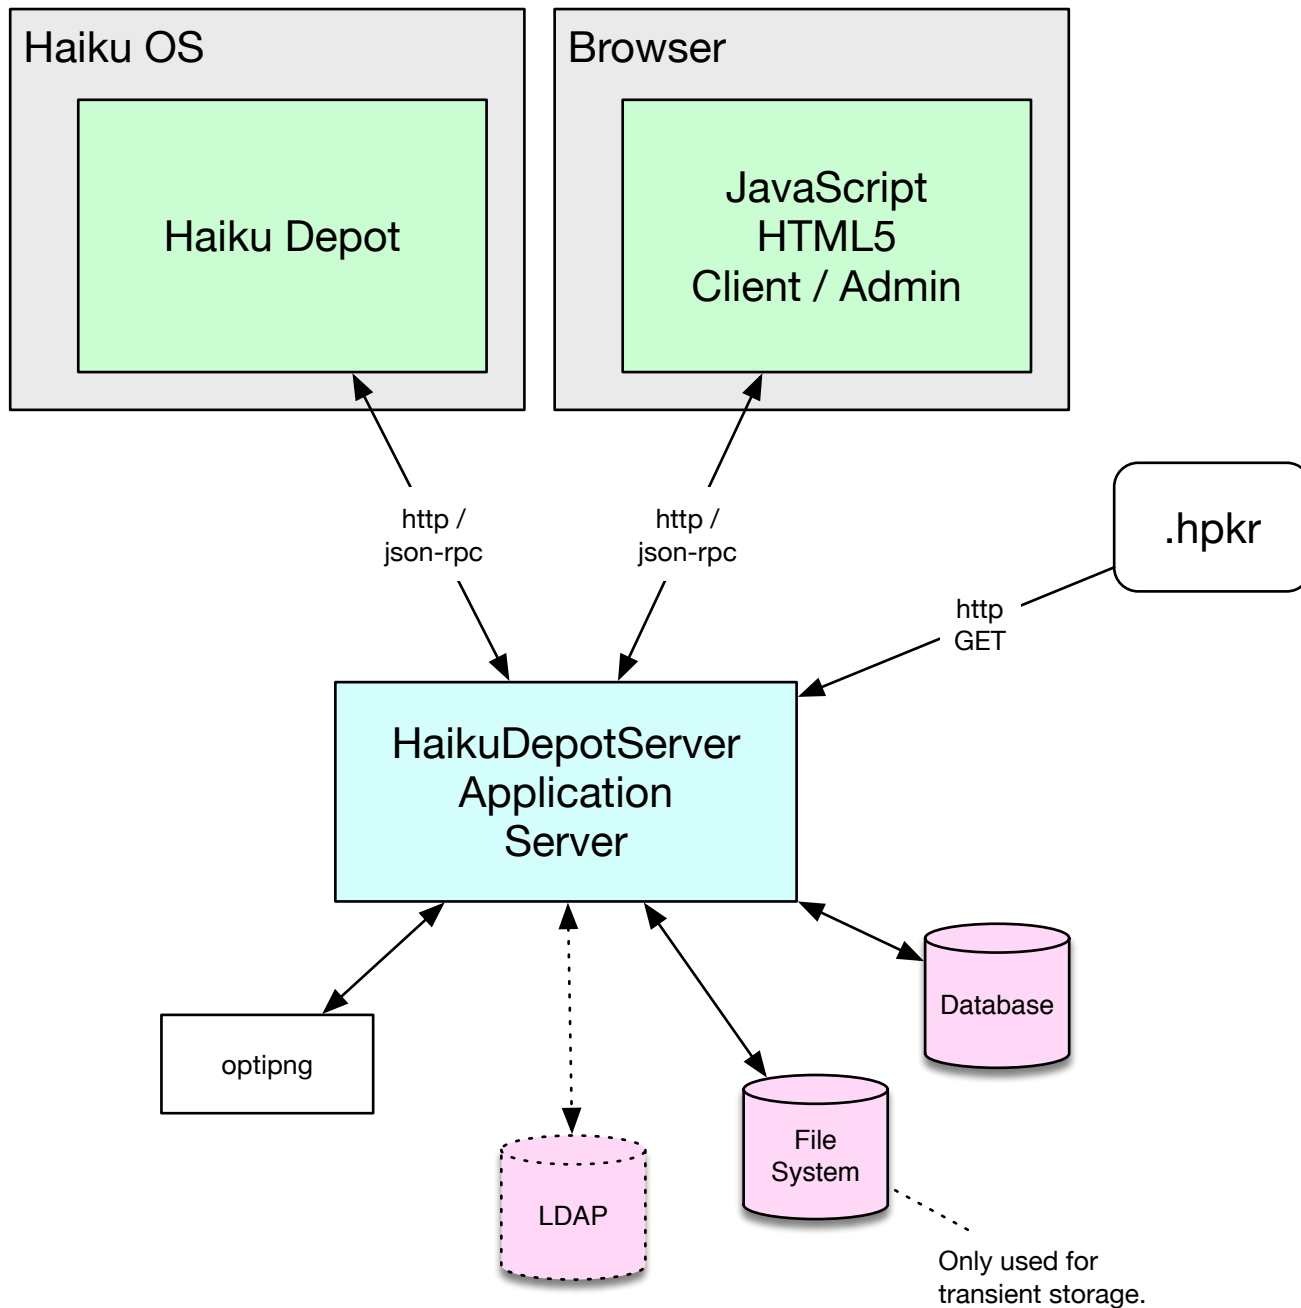 Haiku OS
Browser
Haiku Depot
JavaScript
HTML5
Client / Admin
http /
json-rpc
http /
json-rpc
.hpkr
http
GET
HaikuDepotServer
Application
Server
optipng
LDAP
File
System
Database
Only used for
transient storage.